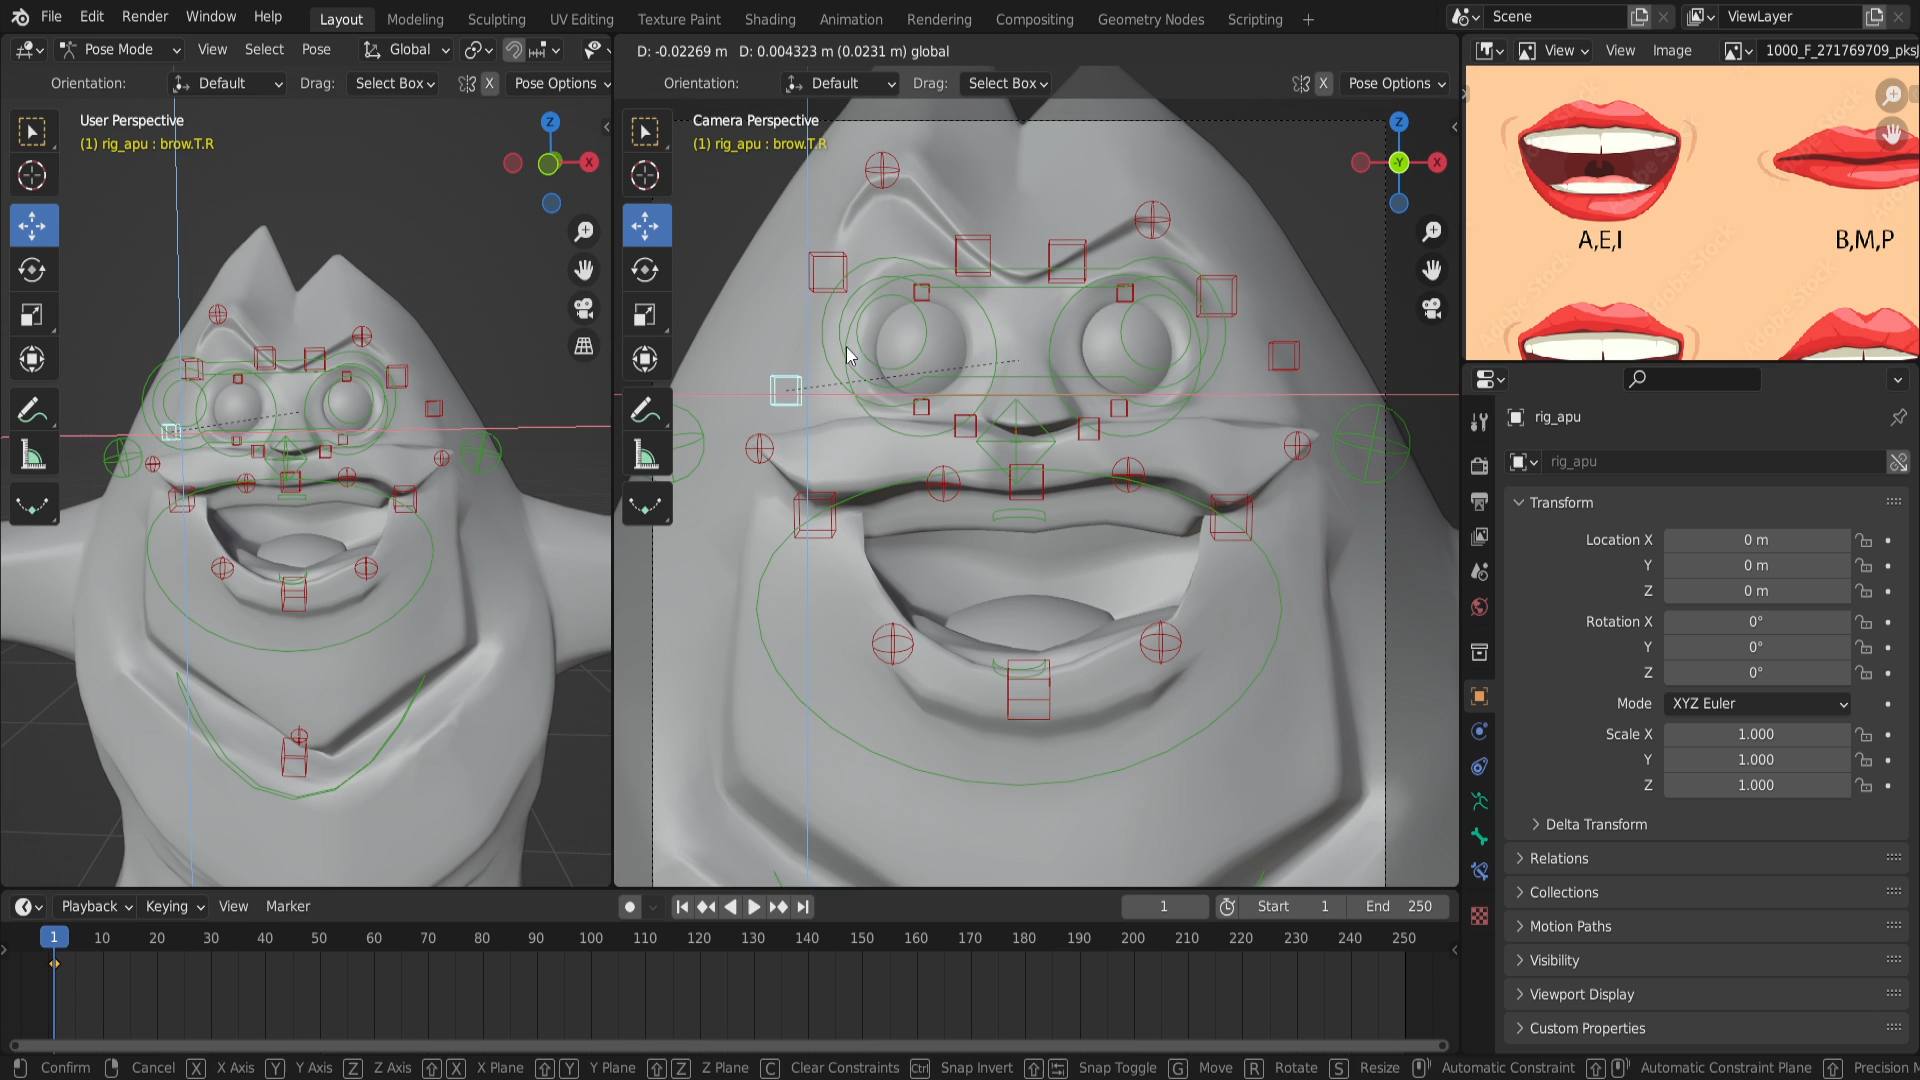 File Edit Render Window Help
Layout Modeling Sculpting UV Editing Texture Paint Shading Animation Rendering Compositing Geometry Nodes Scripting +
Scene
ViewLayer
Pose Mode View Select Pose Global
D: -0.02269 m D: 0.004323 m (0.0231 m) global
View View Image 1000_F_271769709_pksJ
Orientation: Default Drag: Select Box X Pose Options
Orientation: Default Drag: Select Box X Pose Options
User Perspective
(1) rig_apu : brow.T.R
Z
X
Camera Perspective
(1) rig_apu : brow.T.R
Z
-Y
X
A,E,I
B,M,P
Adobe Stock
rig_apu
rig_apu
Transform
Location X 0 m
Y 0 m
Z 0 m
Rotation X 0°
Y 0°
Z 0°
Mode XYZ Euler
Scale X 1.000
Y 1.000
Z 1.000
Delta Transform
Relations
Collections
Motion Paths
Visibility
Viewport Display
Custom Properties
Playback Keying View Marker
1 Start 1 End 250
1 10 20 30 40 50 60 70 80 90 100 110 120 130 140 150 160 170 180 190 200 210 220 230 240 250
Confirm Cancel X X Axis Y Y Axis Z Z Axis X X Plane Y Y Plane Z Z Plane C Clear Constraints Ctrl Snap Invert Snap Toggle G Move R Rotate S Resize Automatic Constraint Automatic Constraint Plane Precision M